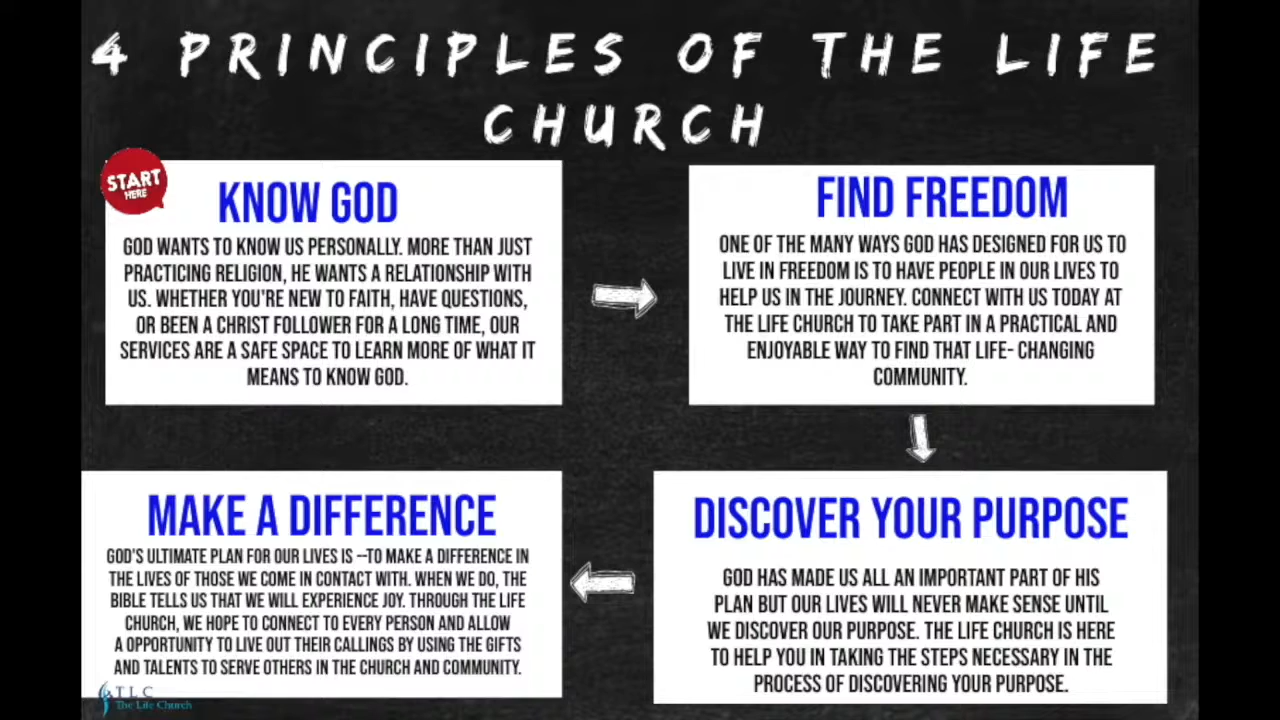 4 PRINCIPLES OF THE LIFE
CHURCH
START
HERE
KNOW GOD
GOD WANTS TO KNOW US PERSONALLY. MORE THAN JUST
PRACTICING RELIGION, HE WANTS A RELATIONSHIP WITH
US. WHETHER YOU'RE NEW TO FAITH, HAVE QUESTIONS,
OR BEEN A CHRIST FOLLOWER FOR A LONG TIME, OUR
SERVICES ARE A SAFE SPACE TO LEARN MORE OF WHAT IT
MEANS TO KNOW GOD.
FIND FREEDOM
ONE OF THE MANY WAYS GOD HAS DESIGNED FOR US TO
LIVE IN FREEDOM IS TO HAVE PEOPLE IN OUR LIVES TO
HELP US IN THE JOURNEY. CONNECT WITH US TODAY AT
THE LIFE CHURCH TO TAKE PART IN A PRACTICAL AND
ENJOYABLE WAY TO FIND THAT LIFE- CHANGING
COMMUNITY.
DISCOVER YOUR PURPOSE
GOD HAS MADE US ALL AN IMPORTANT PART OF HIS
PLAN BUT OUR LIVES WILL NEVER MAKE SENSE UNTIL
WE DISCOVER OUR PURPOSE. THE LIFE CHURCH IS HERE
TO HELP YOU IN TAKING THE STEPS NECESSARY IN THE
PROCESS OF DISCOVERING YOUR PURPOSE.
MAKE A DIFFERENCE
GOD'S ULTIMATE PLAN FOR OUR LIVES IS --TO MAKE A DIFFERENCE IN
THE LIVES OF THOSE WE COME IN CONTACT WITH. WHEN WE DO, THE
BIBLE TELLS US THAT WE WILL EXPERIENCE JOY. THROUGH THE LIFE
CHURCH, WE HOPE TO CONNECT TO EVERY PERSON AND ALLOW
A OPPORTUNITY TO LIVE OUT THEIR CALLINGS BY USING THE GIFTS
AND TALENTS TO SERVE OTHERS IN THE CHURCH AND COMMUNITY.
TLC
The Life Church